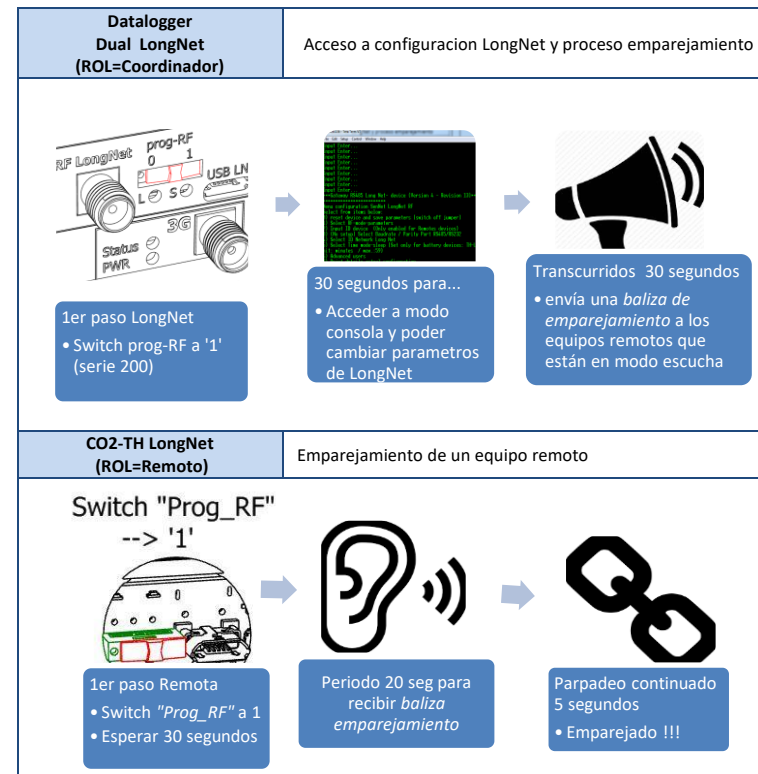 Datalogger
Dual LongNet
(ROL=Coordinador)
Acceso a configuracion LongNet y proceso emparejamiento
RF LongNet
prog-RF
0 1
USB LN
L S
3G
Status
PWR
1er paso LongNet
• Switch prog-RF a '1'
(serie 200)
30 segundos para...
• Acceder a modo
consola y poder
cambiar parametros
de LongNet
Transcurridos 30 segundos
• envía una baliza de
emparejamiento a los
equipos remotos que
están en modo escucha
CO2-TH LongNet
(ROL=Remoto)
Emparejamiento de un equipo remoto
Switch "Prog_RF"
--> '1'
1er paso Remota
• Switch "Prog_RF" a 1
• Esperar 30 segundos
Periodo 20 seg para
recibir baliza
emparejamiento
Parpadeo continuado
5 segundos
• Emparejado !!!